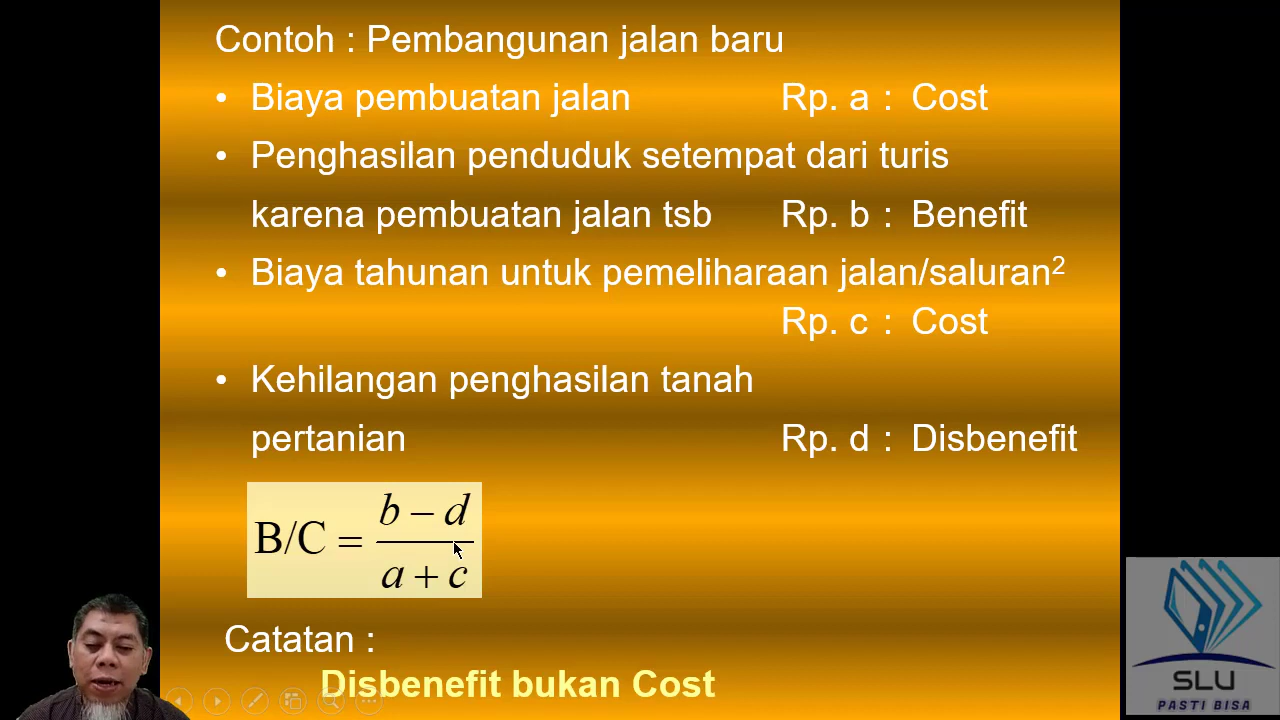 Contoh : Pembangunan jalan baru
• Biaya pembuatan jalan Rp. a : Cost
• Penghasilan penduduk setempat dari turis
karena pembuatan jalan tsb Rp. b : Benefit
• Biaya tahunan untuk pemeliharaan jalan/saluran²
Rp. c : Cost
• Kehilangan penghasilan tanah
pertanian Rp. d : Disbenefit
B/C = (b − d)/(a + c)
Catatan :
Disbenefit bukan Cost
SLU
PASTI BISA